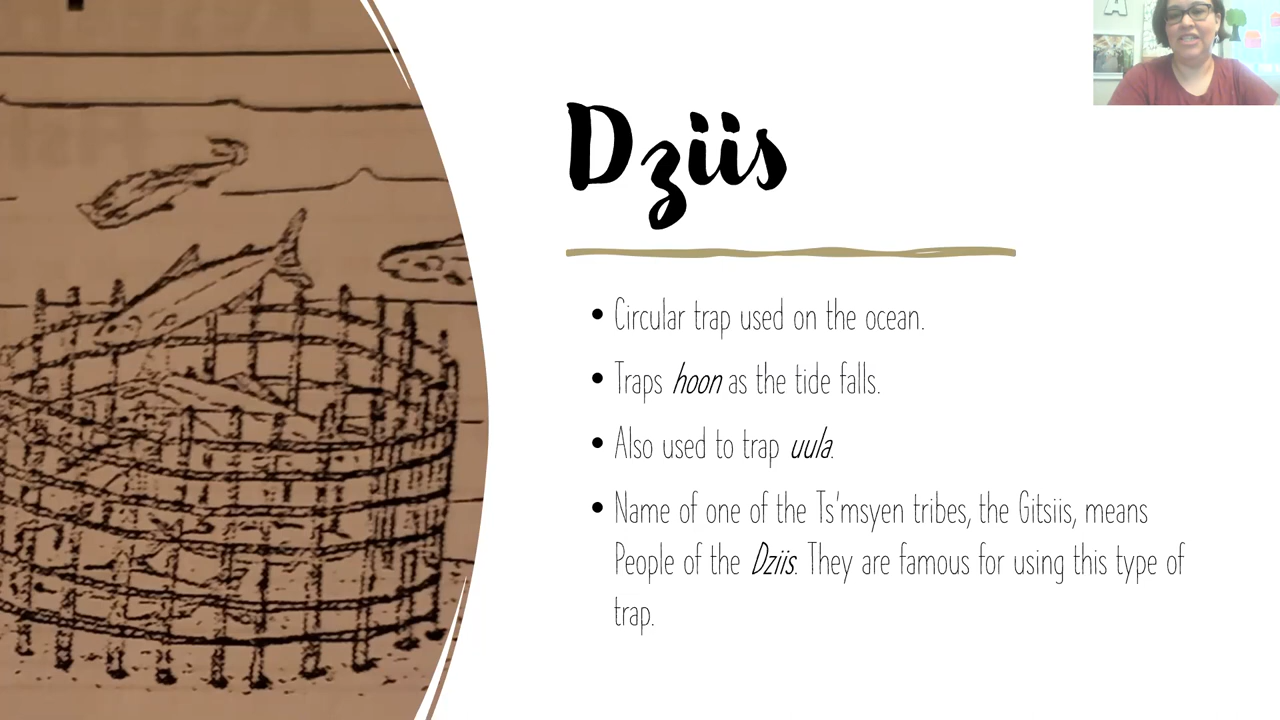 Dziis
• Circular trap used on the ocean.
• Traps hoon as the tide falls.
• Also used to trap uula.
• Name of one of the Ts'msyen tribes, the Gitsiis, means
People of the Dziis. They are famous for using this type of
trap.